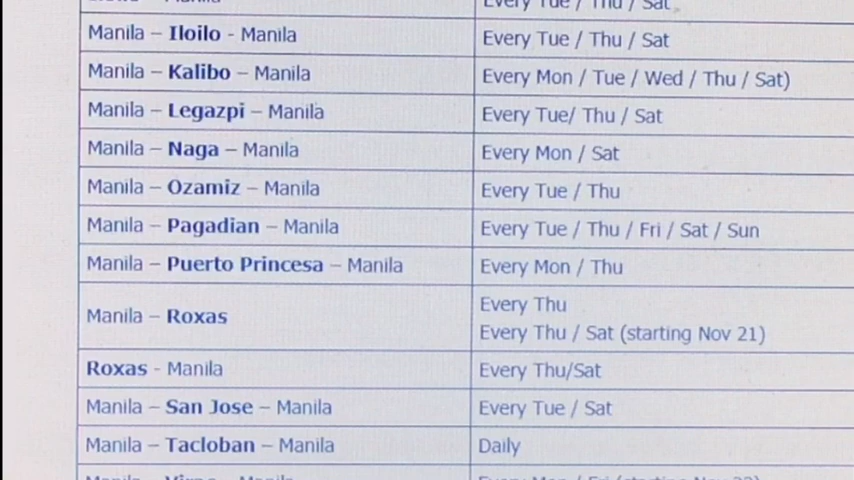 Manila – Iloilo - Manila
Every Tue / Thu / Sat
Manila – Kalibo – Manila
Every Mon / Tue / Wed / Thu / Sat)
Manila – Legazpi – Manila
Every Tue/ Thu / Sat
Manila – Naga – Manila
Every Mon / Sat
Manila – Ozamiz – Manila
Every Tue / Thu
Manila – Pagadian – Manila
Every Tue / Thu / Fri / Sat / Sun
Manila – Puerto Princesa – Manila
Every Mon / Thu
Manila – Roxas
Every Thu
Every Thu / Sat (starting Nov 21)
Roxas - Manila
Every Thu/Sat
Manila – San Jose – Manila
Every Tue / Sat
Manila – Tacloban – Manila
Daily